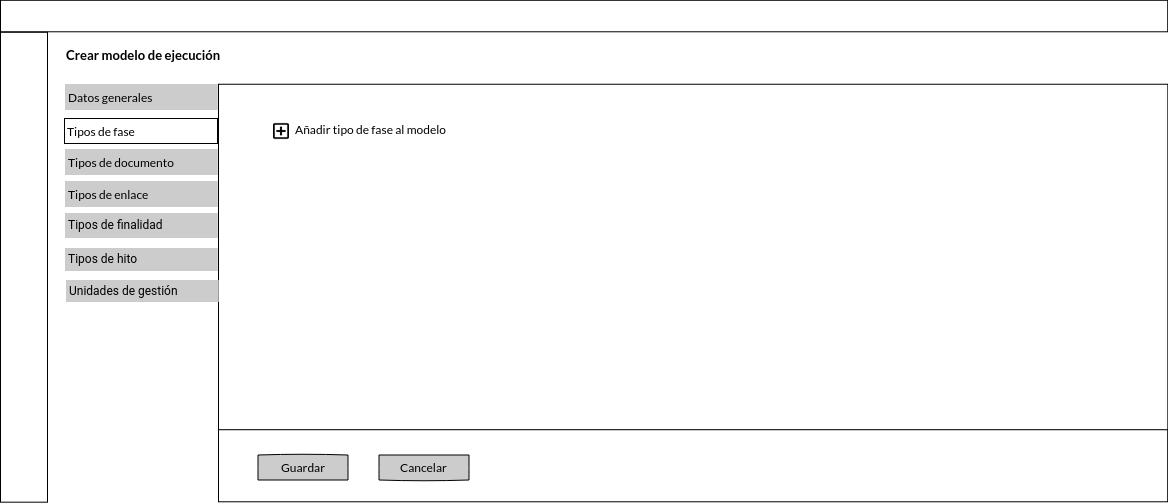 Crear modelo de ejecución
Datos generales
Tipos de fase
Tipos de documento
Tipos de enlace
Tipos de finalidad
Tipos de hito
Unidades de gestión
Añadir tipo de fase al modelo
Guardar
Cancelar